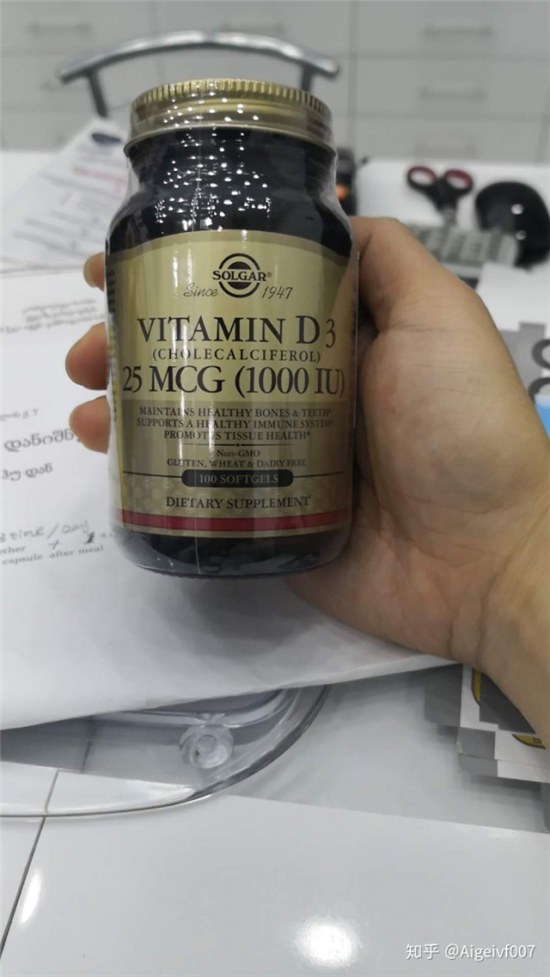 SOLGAR®
Since 1947
VITAMIN D3
(CHOLECALCIFEROL)
25 MCG (1000 IU)
MAINTAINS HEALTHY BONES & TEETH*
SUPPORTS A HEALTHY IMMUNE SYSTEM*
PROMOTES TISSUE HEALTH*
Non-GMO
GLUTEN, WHEAT & DAIRY FREE
100 SOFTGELS
DIETARY SUPPLEMENT
/Day
capsule after meal
知乎 @Aigeivf007